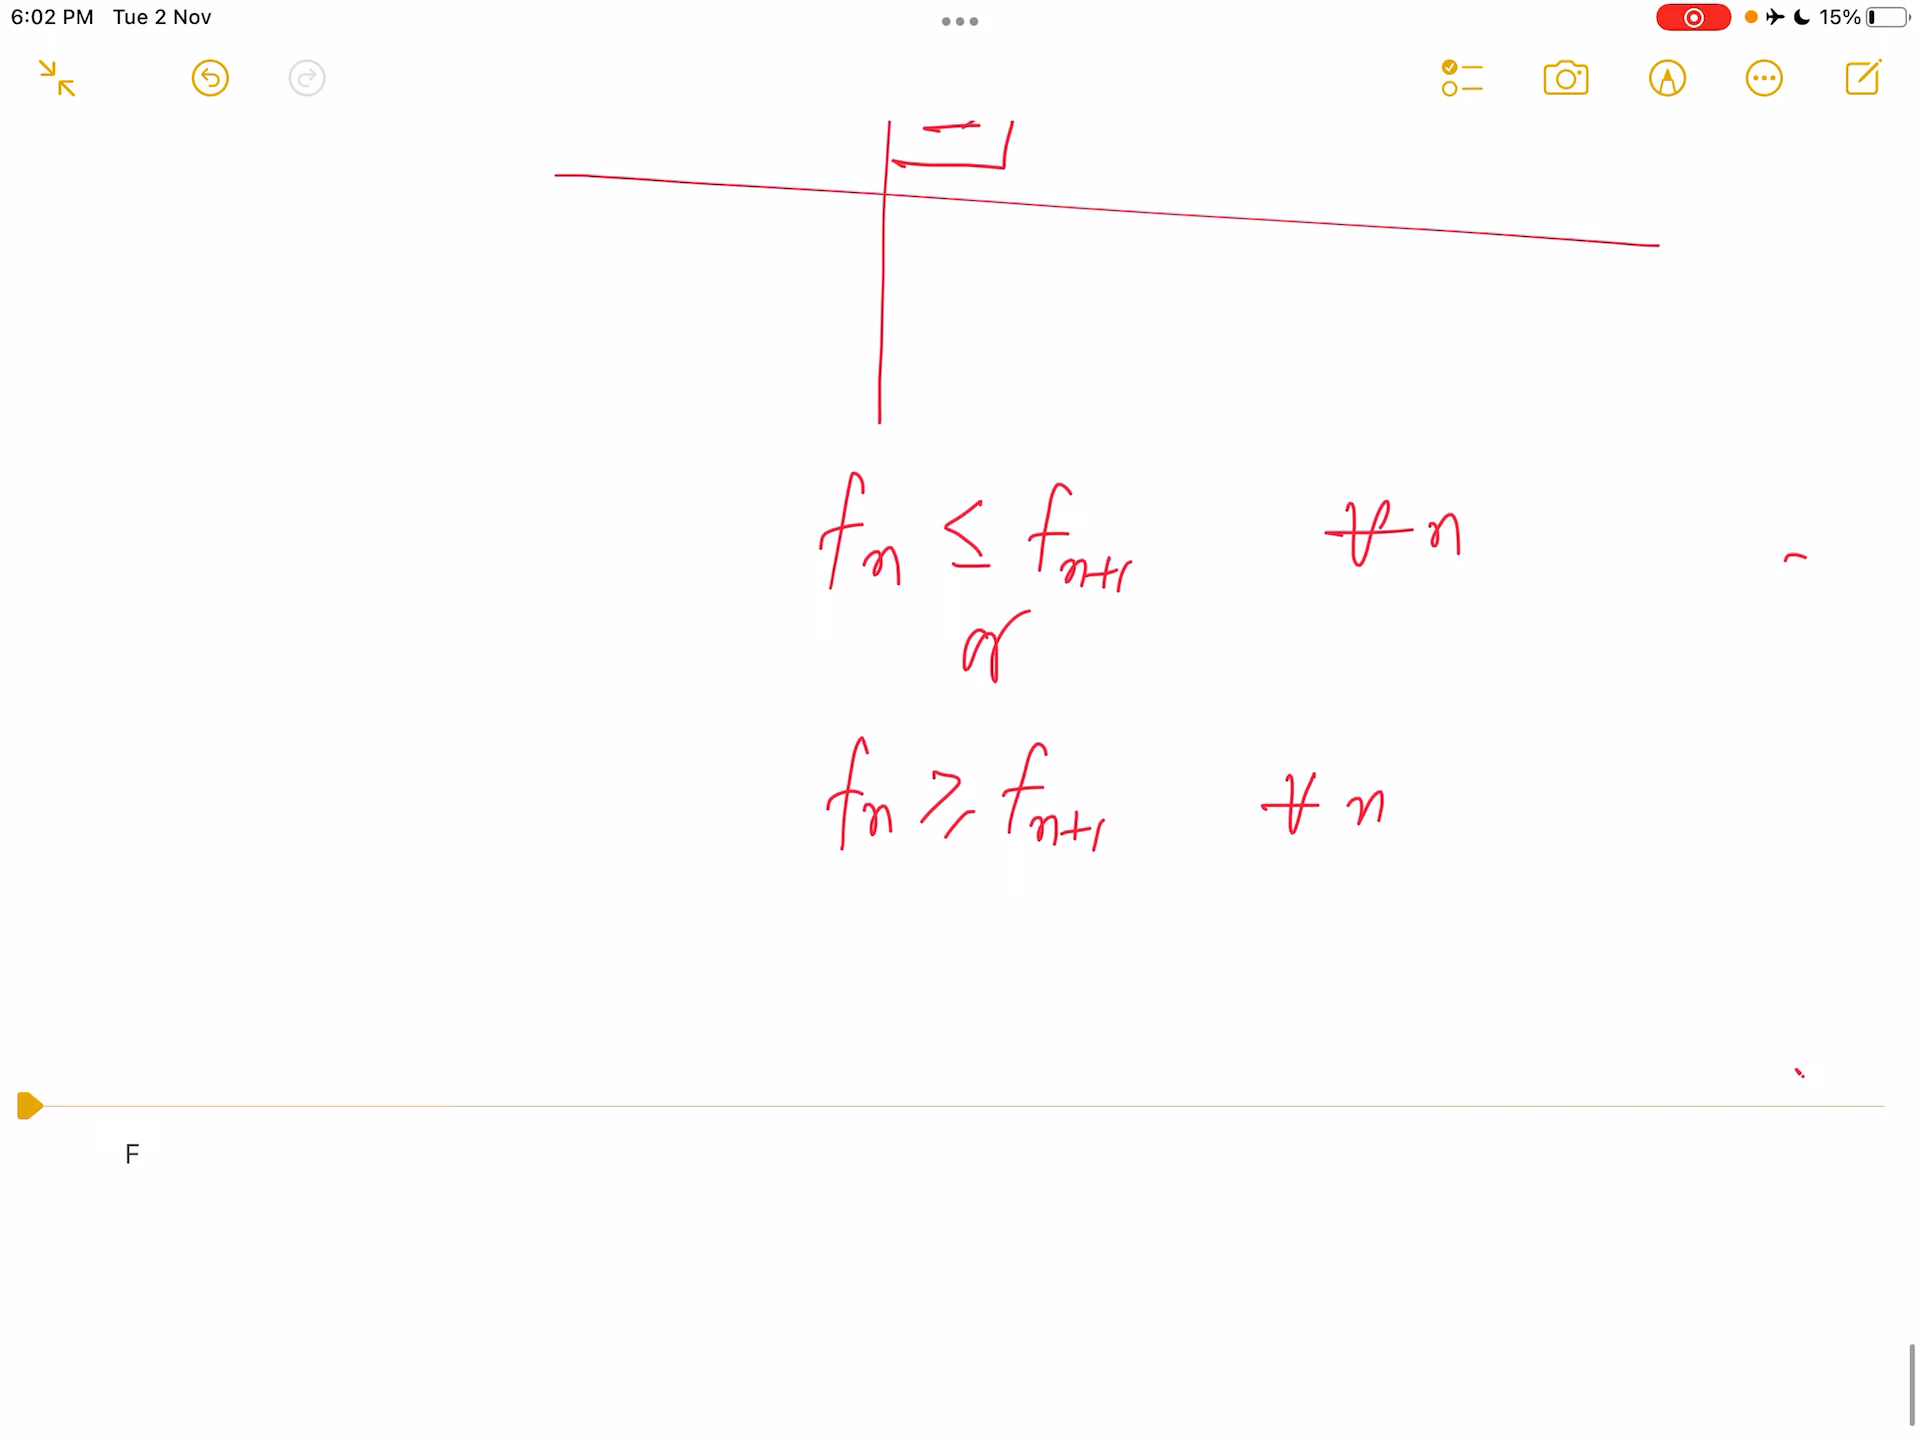 6:02 PM Tue 2 Nov 15%
fn ≤ fn+1 ∀ n
or
fn ≥ fn+1 ∀ n
F